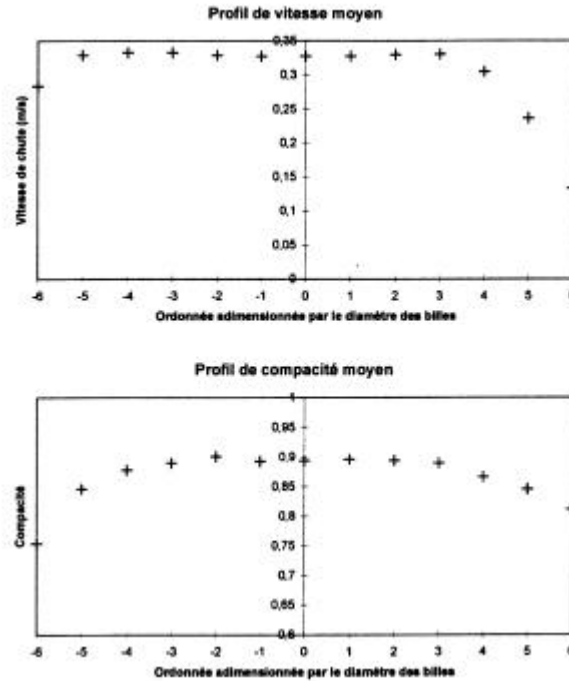 Profil de vitesse moyen
0,35
0,3
0,25
0,2
0,15
0,1
0,05
0
Vitesse de chute (m/s)
-6 -5 -4 -3 -2 -1 0 1 2 3 4 5
Ordonnée adimensionnée par le diamètre des billes
Profil de compacité moyen
1
0,95
0,9
0,85
0,8
0,75
0,7
0,65
0,6
Compacité
-6 -5 -4 -3 -2 -1 0 1 2 3 4 5
Ordonnée adimensionnée par le diamètre des billes